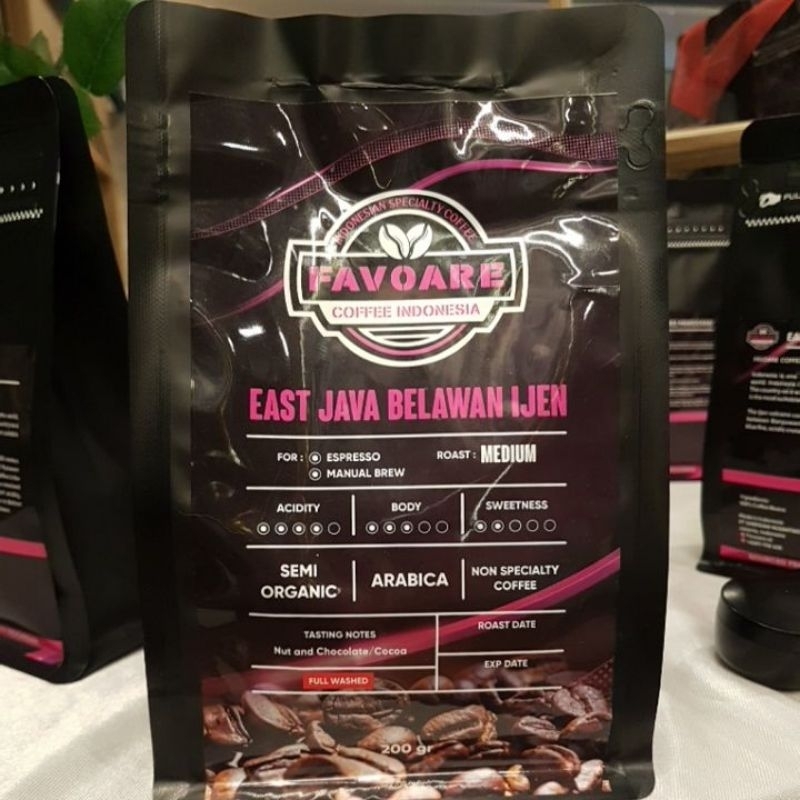 INDONESIAN SPECIALTY COFFEE
FAVOARE
COFFEE INDONESIA
EAST JAVA BELAWAN IJEN
FOR : ESPRESSO
MANUAL BREW
ROAST : MEDIUM
ACIDITY
BODY
SWEETNESS
SEMI
ORGANIC
ARABICA
NON SPECIALTY
COFFEE
TASTING NOTES
Nut and Chocolate/Cocoa
FULL WASHED
ROAST DATE
EXP DATE
200 gr